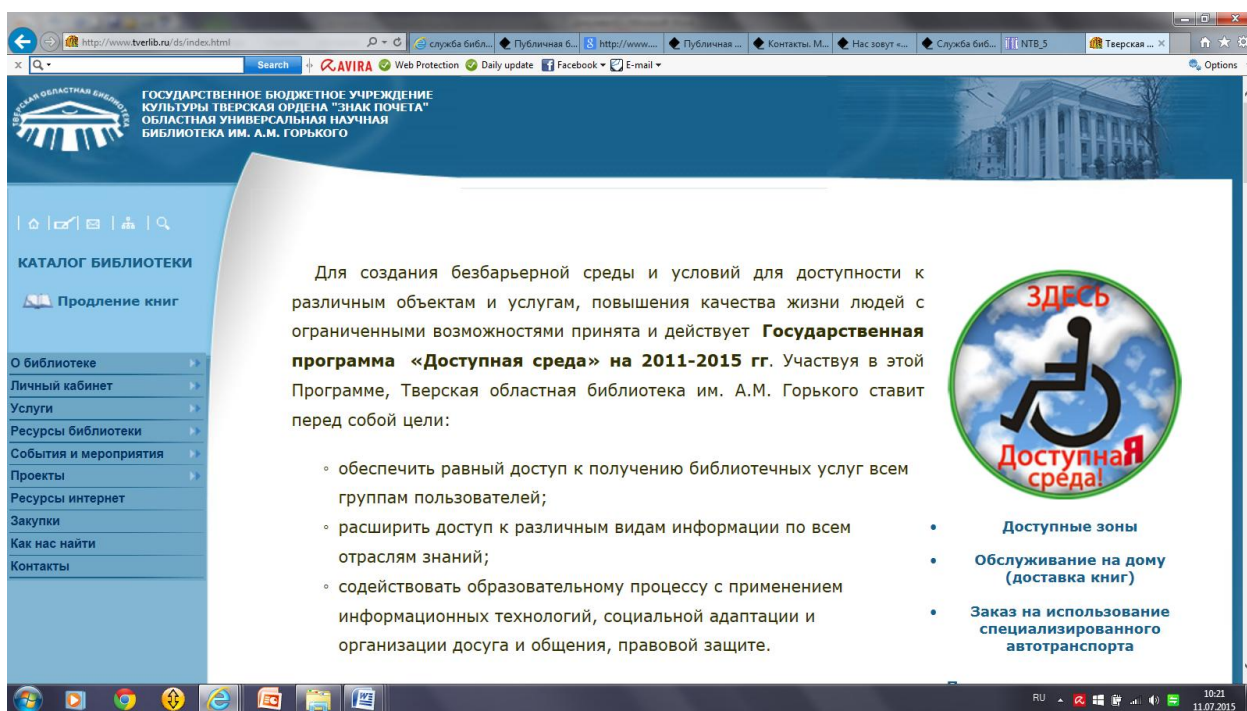 http://www.tverlib.ru/ds/index.html
служба библ...
Публичная б...
http://www....
Публичная ...
Контакты. М...
Нас зовут «...
Служба биб...
NTB_5
Тверская ...
Search
AVIRA
Web Protection
Daily update
Facebook
E-mail
Options
ТВЕРСКАЯ ОБЛАСТНАЯ БИБЛИОТЕКА
ГОСУДАРСТВЕННОЕ БЮДЖЕТНОЕ УЧРЕЖДЕНИЕ
КУЛЬТУРЫ ТВЕРСКАЯ ОРДЕНА "ЗНАК ПОЧЕТА"
ОБЛАСТНАЯ УНИВЕРСАЛЬНАЯ НАУЧНАЯ
БИБЛИОТЕКА ИМ. А.М. ГОРЬКОГО
КАТАЛОГ БИБЛИОТЕКИ
Продление книг
О библиотеке
Личный кабинет
Услуги
Ресурсы библиотеки
События и мероприятия
Проекты
Ресурсы интернет
Закупки
Как нас найти
Контакты
Для создания безбарьерной среды и условий для доступности к
различным объектам и услугам, повышения качества жизни людей с
ограниченными возможностями принята и действует Государственная
программа «Доступная среда» на 2011-2015 гг. Участвуя в этой
Программе, Тверская областная библиотека им. А.М. Горького ставит
перед собой цели:
◦ обеспечить равный доступ к получению библиотечных услуг всем
группам пользователей;
◦ расширить доступ к различным видам информации по всем
отраслям знаний;
◦ содействовать образовательному процессу с применением
информационных технологий, социальной адаптации и
организации досуга и общения, правовой защите.
ЗДЕСЬ
ДоступнаЯ
среда!
• Доступные зоны
• Обслуживание на дому
(доставка книг)
• Заказ на использование
специализированного
автотранспорта
RU
10:21
11.07.2015